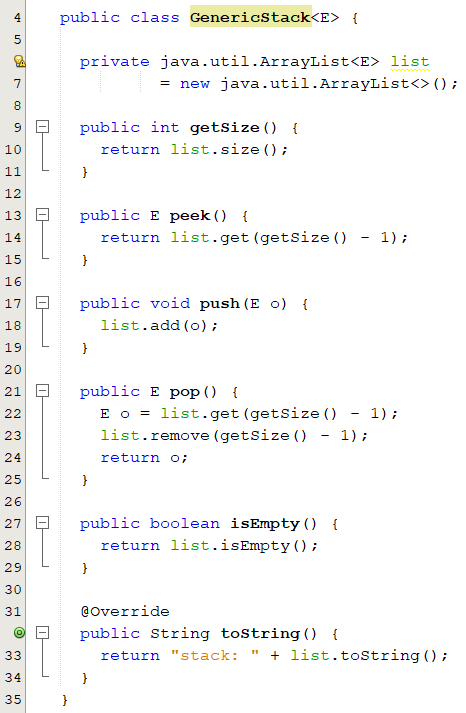 4 public class GenericStack<E> {
5
private java.util.ArrayList<E> list
7 = new java.util.ArrayList<>();
8
9 public int getSize() {
10 return list.size();
11 }
12
13 public E peek() {
14 return list.get(getSize() - 1);
15 }
16
17 public void push(E o) {
18 list.add(o);
19 }
20
21 public E pop() {
22 E o = list.get(getSize() - 1);
23 list.remove(getSize() - 1);
24 return o;
25 }
26
27 public boolean isEmpty() {
28 return list.isEmpty();
29 }
30
31 @Override
public String toString() {
33 return "stack: " + list.toString();
34 }
35 }